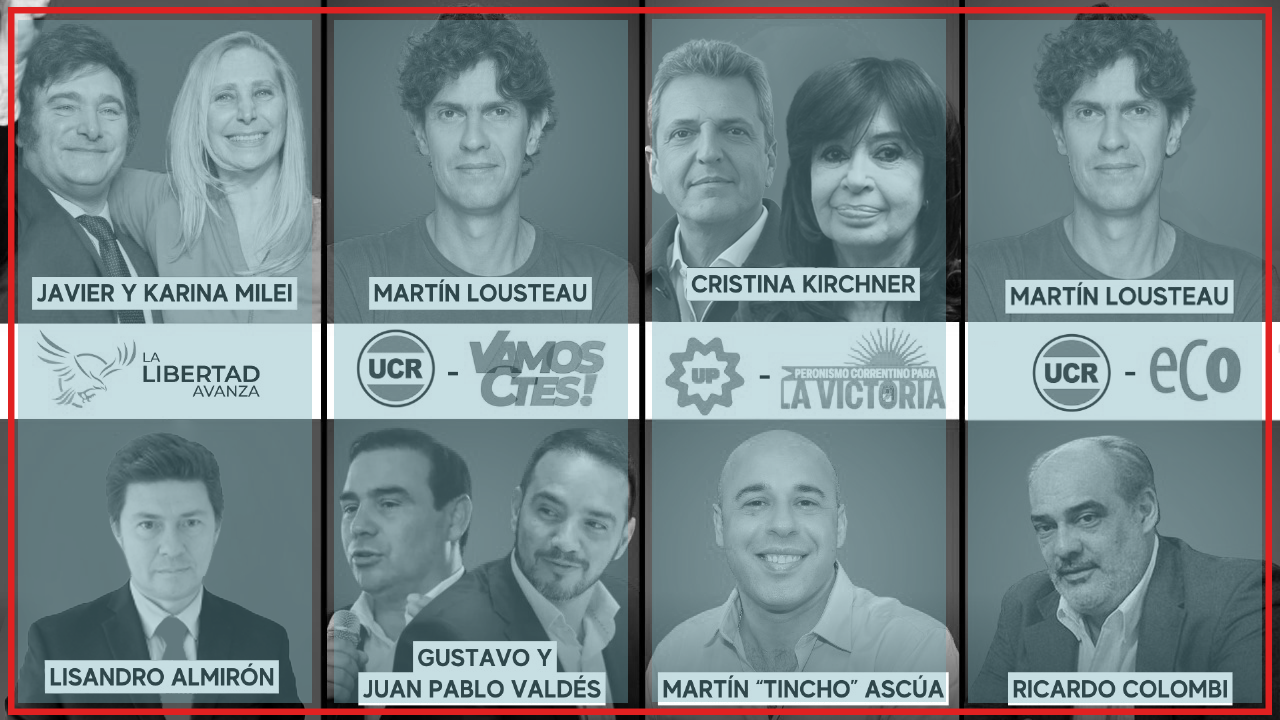 JAVIER Y KARINA MILEI
MARTÍN LOUSTEAU
CRISTINA KIRCHNER
MARTÍN LOUSTEAU
LA
LIBERTAD
AVANZA
UCR - VAMOS
CTES!
UP - PERONISMO CORRENTINO PARA
LA VICTORIA
UCR - eco
LISANDRO ALMIRÓN
GUSTAVO Y
JUAN PABLO VALDÉS
MARTÍN “TINCHO” ASCÚA
RICARDO COLOMBI